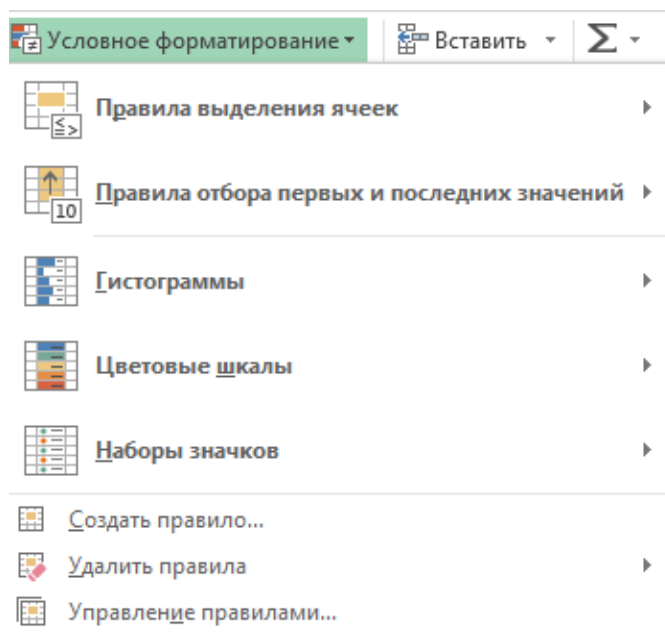 Условное форматирование Вставить
Правила выделения ячеек
Правила отбора первых и последних значений
10
Гистограммы
Цветовые шкалы
Наборы значков
Создать правило...
Удалить правила
Управление правилами...